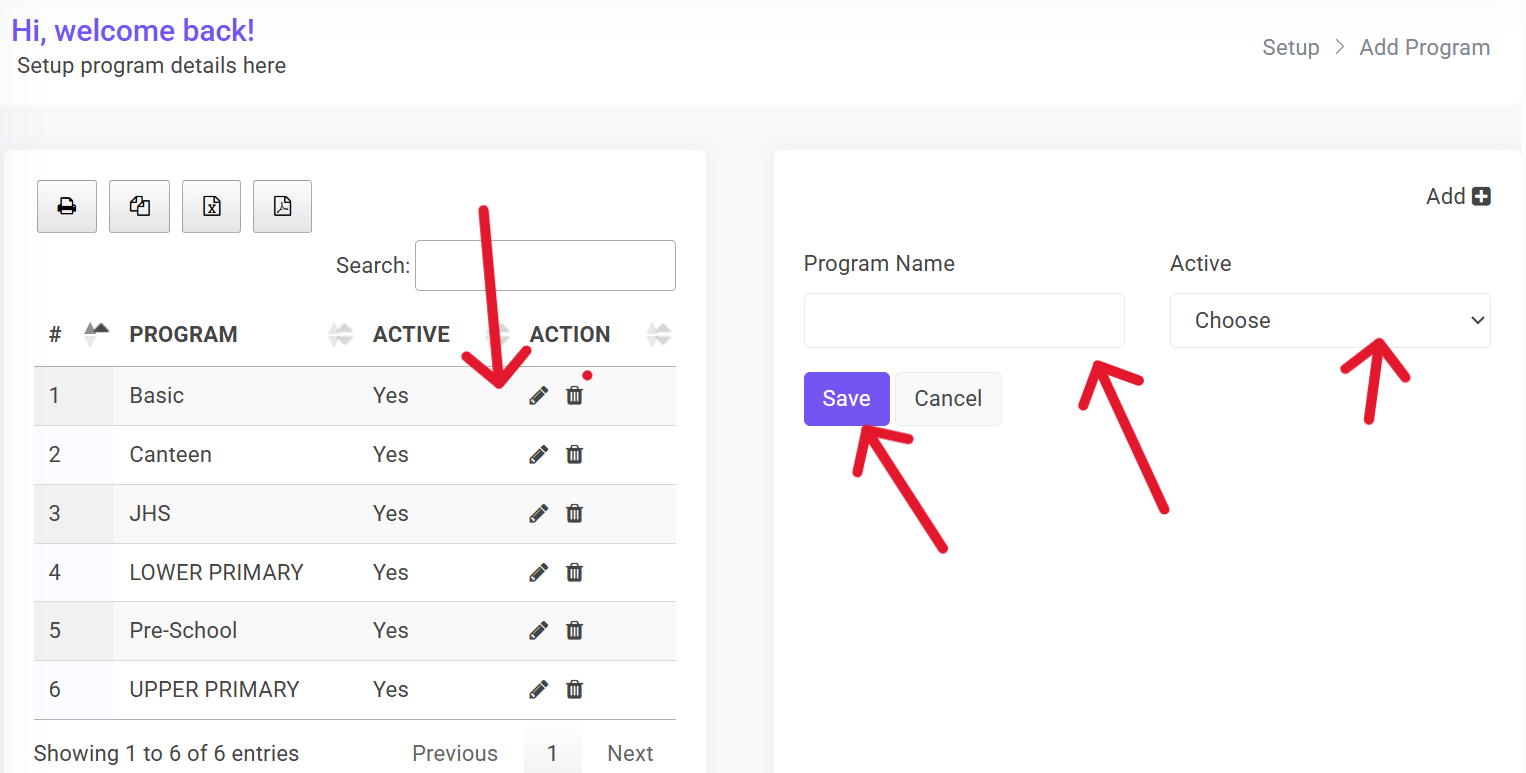 Hi, welcome back!
Setup program details here
Setup > Add Program
Search:
# PROGRAM ACTIVE ACTION
1 Basic Yes
2 Canteen Yes
3 JHS Yes
4 LOWER PRIMARY Yes
5 Pre-School Yes
6 UPPER PRIMARY Yes
Showing 1 to 6 of 6 entries Previous 1 Next
Add
Program Name Active
Choose
Save Cancel